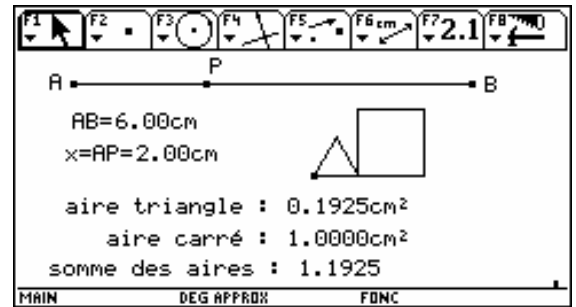 F1 F2 F3 F4 F5 F6 cm F7 2.1 F8
P
A B
AB=6.00cm
x=AP=2.00cm
aire triangle : 0.1925cm²
aire carré : 1.0000cm²
somme des aires : 1.1925
MAIN DEG APPROX FONC